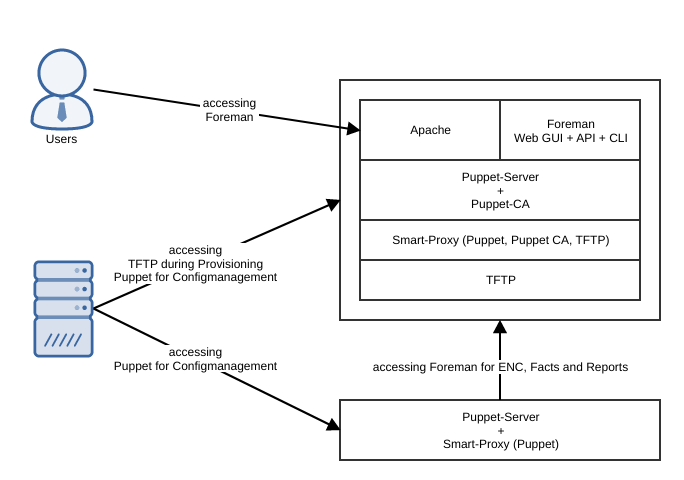 Users
accessing
Foreman
Apache
Foreman
Web GUI + API + CLI
Puppet-Server
+
Puppet-CA
Smart-Proxy (Puppet, Puppet CA, TFTP)
TFTP
accessing
TFTP during Provisioning
Puppet for Configmanagement
accessing
Puppet for Configmanagement
accessing Foreman for ENC, Facts and Reports
Puppet-Server
+
Smart-Proxy (Puppet)